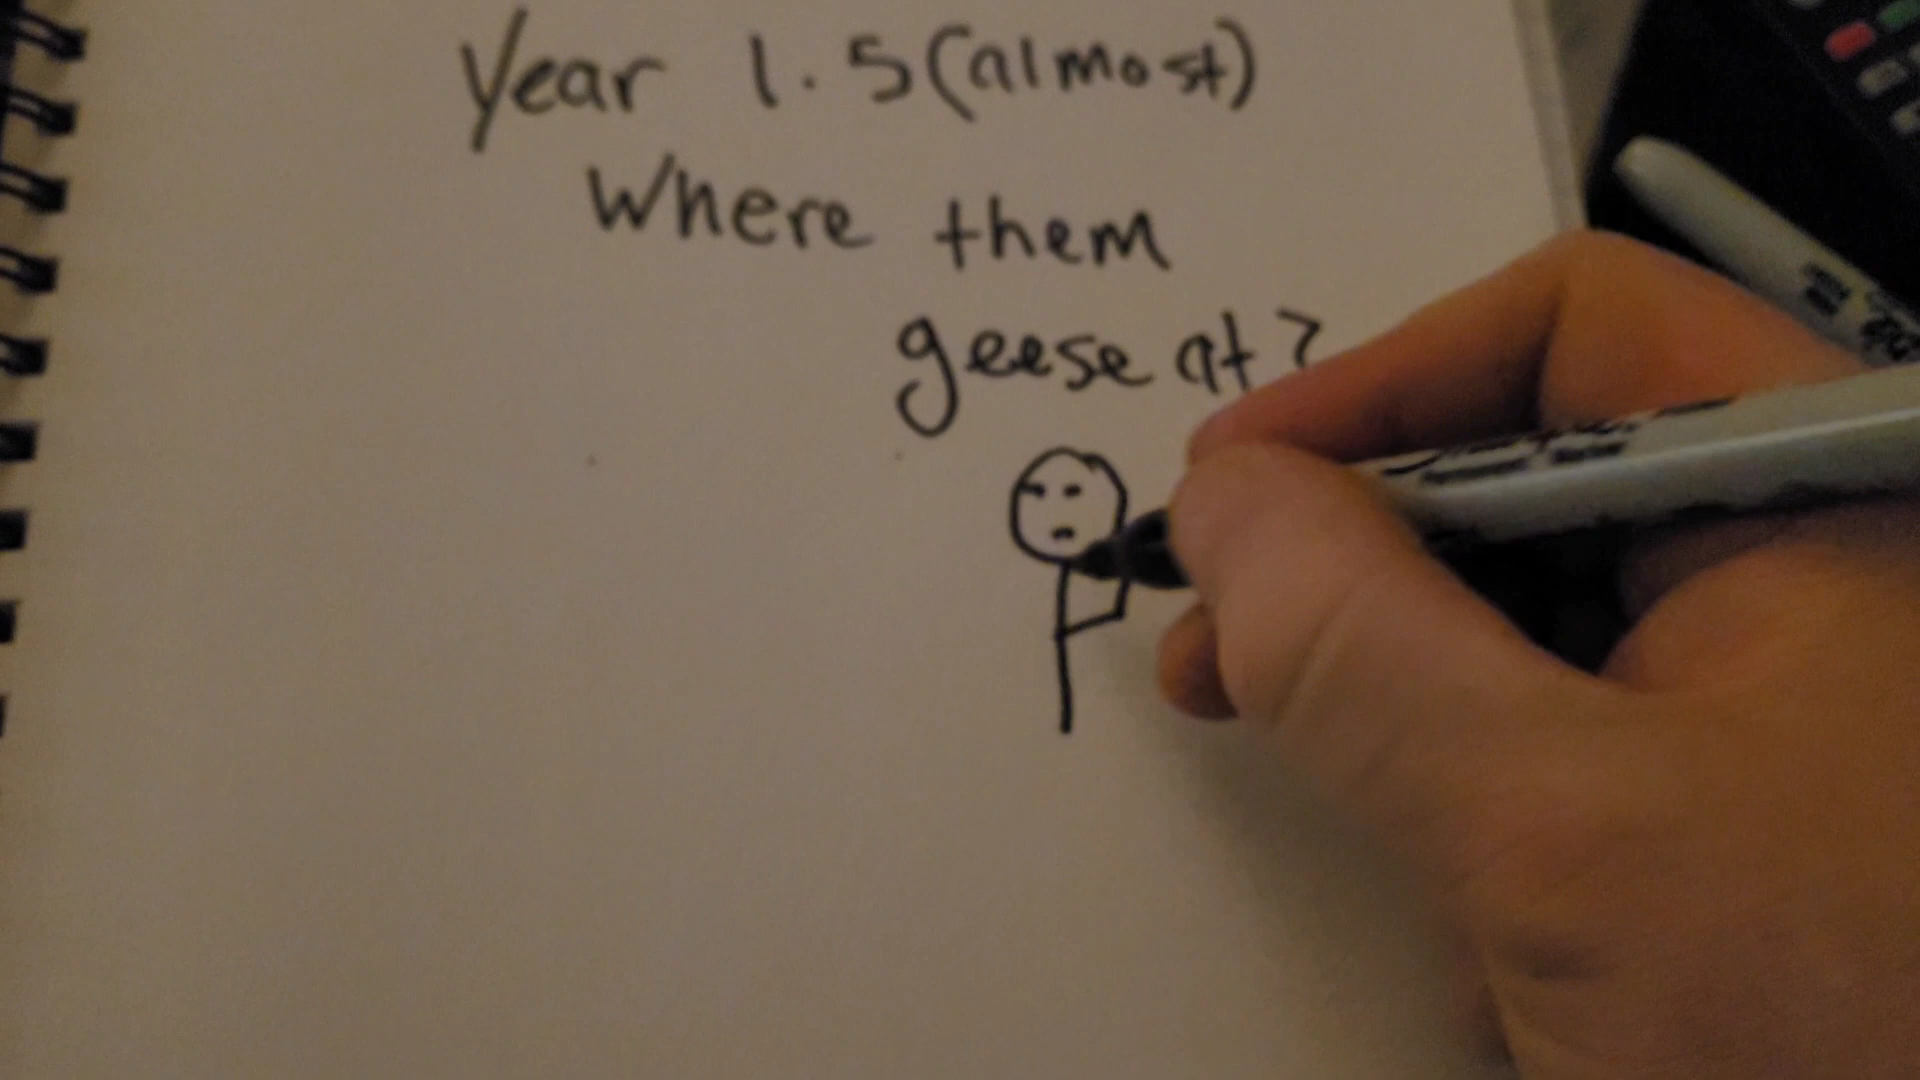 Year 1.5 (almost)
Where them
geese at?